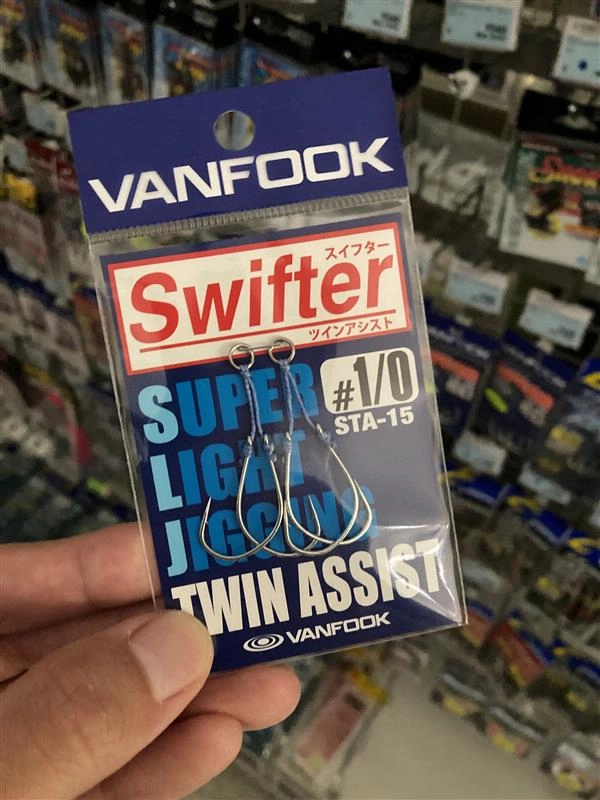 VANFOOK
スイフター
Swifter
ツインアシスト
SUPER
#1/0
STA-15
LIGHT
JIGGING
TWIN ASSIST
VANFOOK